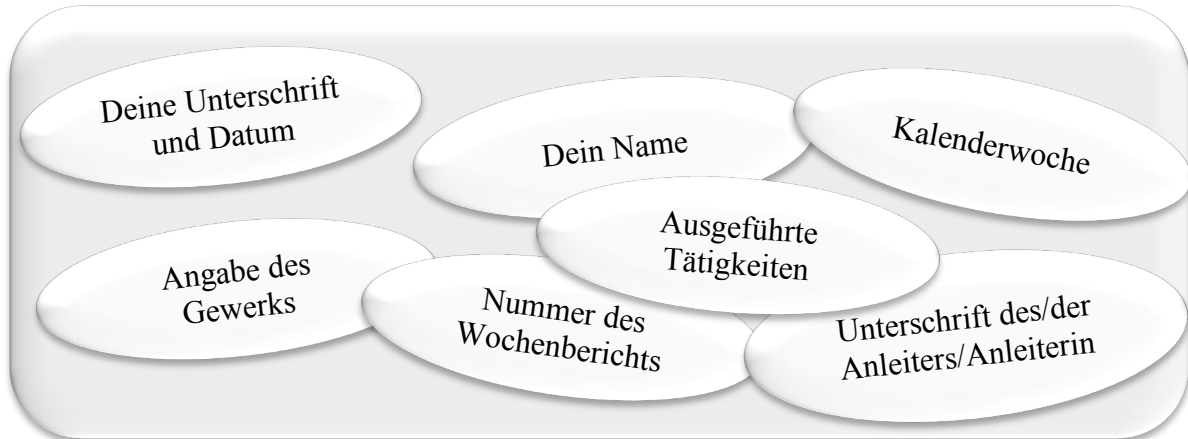 Deine Unterschrift
und Datum
Dein Name
Kalenderwoche
Ausgeführte
Tätigkeiten
Angabe des
Gewerks
Nummer des
Wochenberichts
Unterschrift des/der
Anleiters/Anleiterin